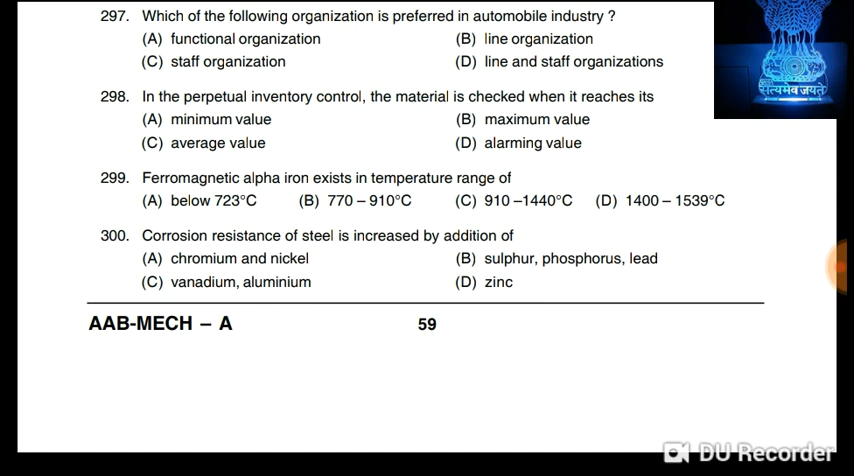 297. Which of the following organization is preferred in automobile industry ?
(A) functional organization (B) line organization
(C) staff organization (D) line and staff organizations
298. In the perpetual inventory control, the material is checked when it reaches its
(A) minimum value (B) maximum value
(C) average value (D) alarming value
299. Ferromagnetic alpha iron exists in temperature range of
(A) below 723°C (B) 770 – 910°C (C) 910 –1440°C (D) 1400 – 1539°C
300. Corrosion resistance of steel is increased by addition of
(A) chromium and nickel (B) sulphur, phosphorus, lead
(C) vanadium, aluminium (D) zinc
AAB-MECH – A 59
सत्यमेव जयते
DU Recorder